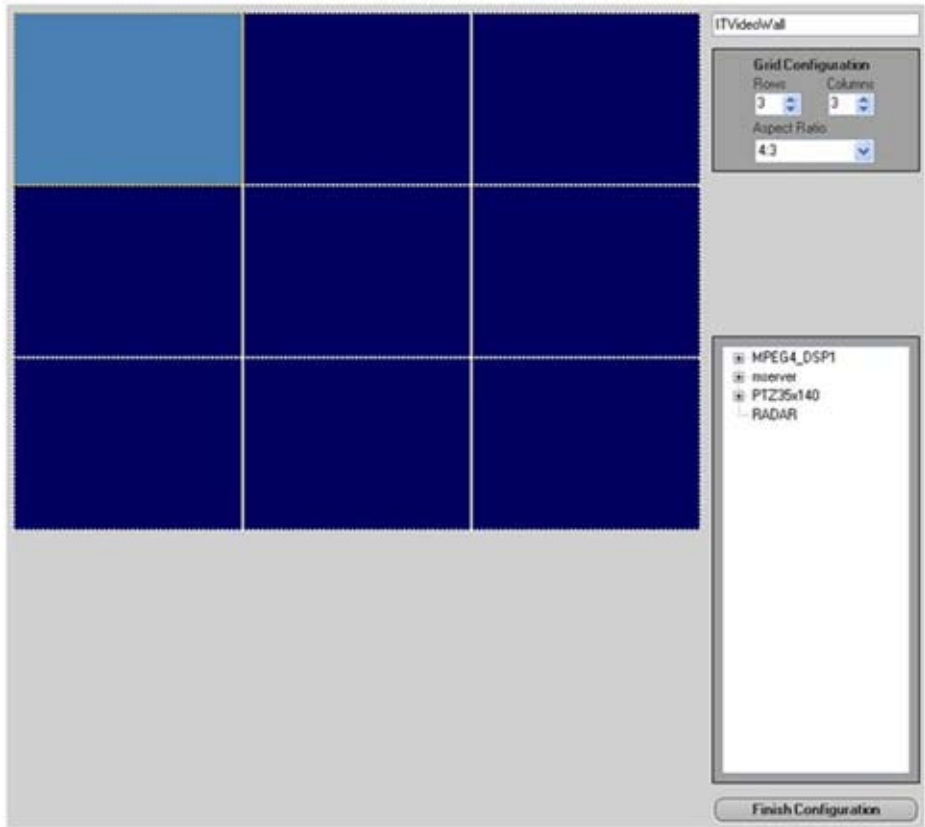 ITVideoWall
Grid Configuration
Rows Columns
3 3
Aspect Ratio
4:3
MPEG4_DSP1
mserver
PTZ35x140
RADAR
Finish Configuration